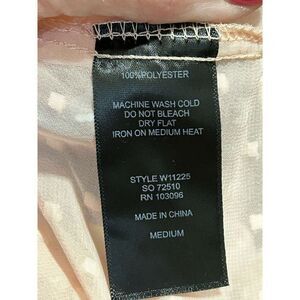 100%POLYESTER
MACHINE WASH COLD
DO NOT BLEACH
DRY FLAT
IRON ON MEDIUM HEAT
STYLE W11225
SO 72510
RN 103096
MADE IN CHINA
MEDIUM